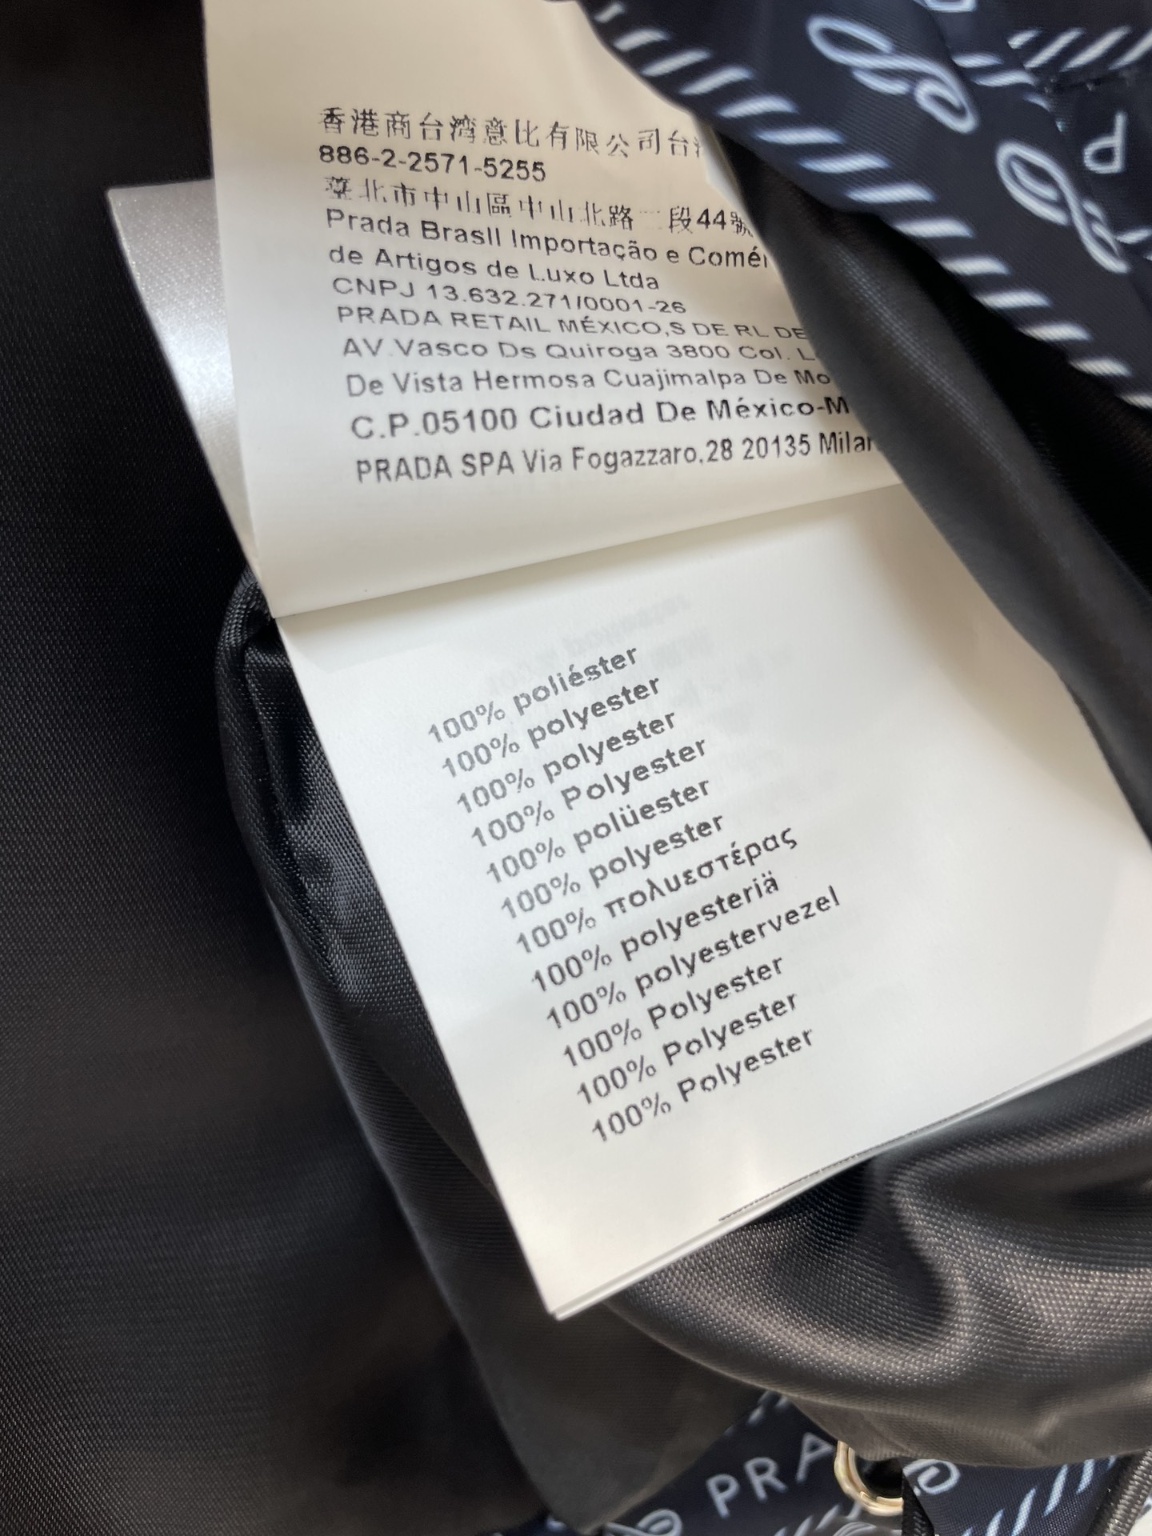 香港商台湾意比有限公司台
886-2-2571-5255
臺北市中山區中山北路二段44號
Prada Brasll Importação e Comér
de Artigos de Luxo Ltda
CNPJ 13.632.271/0001-26
PRADA RETAIL MÉXICO,S DE RL DE
AV.Vasco Ds Quiroga 3800 Col. L
De Vista Hermosa Cuajimalpa De Mo
C.P.05100 Ciudad De México-M
PRADA SPA Via Fogazzaro,28 20135 Milan
100% poliéster
100% polyester
100% polyester
100% Polyester
100% polüester
100% polyester
100% πολυεστέρας
100% polyesteriä
100% polyestervezel
100% Polyester
100% Polyester
100% Polyester
P
PRA